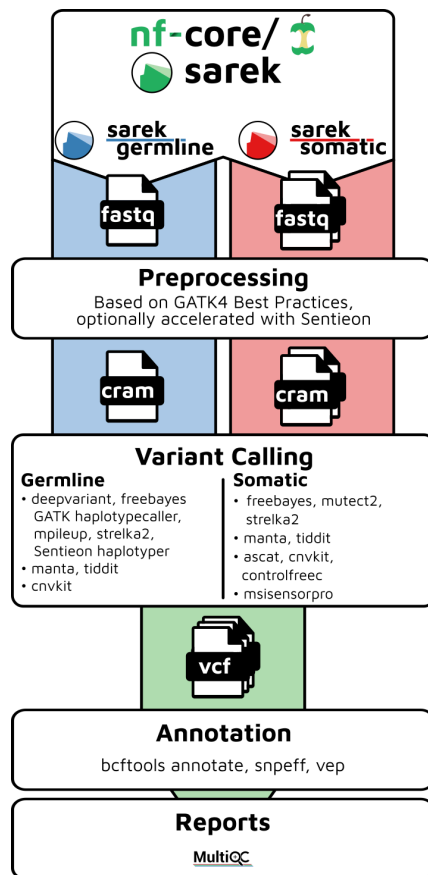 nf-core/
sarek
sarek
germline
sarek
somatic
fastq
fastq
Preprocessing
Based on GATK4 Best Practices,
optionally accelerated with Sentieon
cram
cram
Variant Calling
Germline
• deepvariant, freebayes
GATK haplotypecaller,
mpileup, strelka2,
Sentieon haplotyper
• manta, tiddit
• cnvkit
Somatic
• freebayes, mutect2,
strelka2
• manta, tiddit
• ascat, cnvkit,
controlfreec
• msisensorpro
vcf
Annotation
bcftools annotate, snpeff, vep
Reports
MultiQC